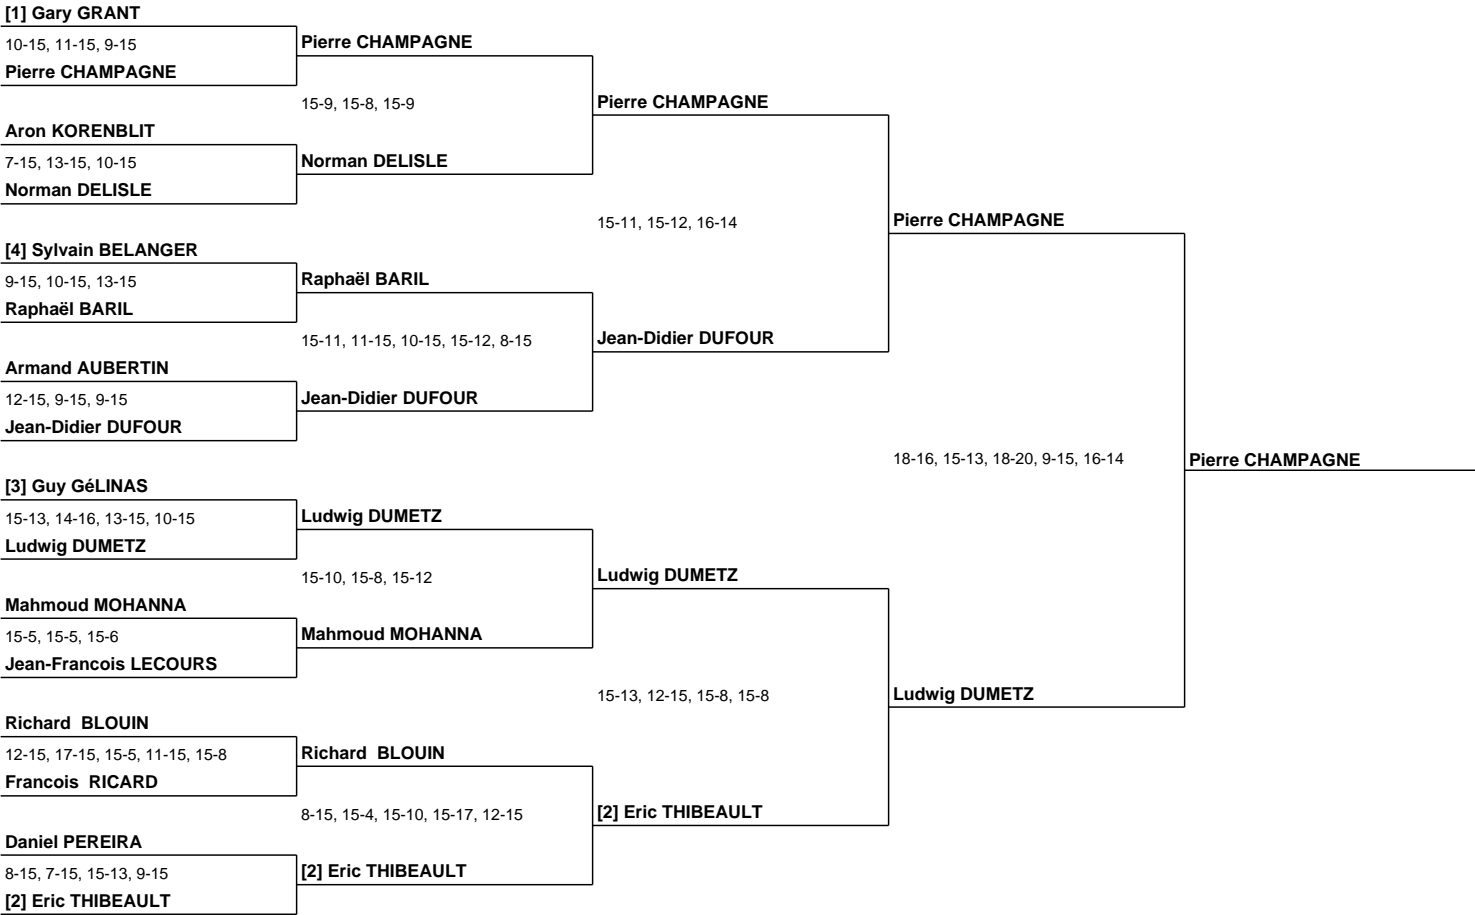 [1] Gary GRANT
10-15, 11-15, 9-15
Pierre CHAMPAGNE
Aron KORENBLIT
7-15, 13-15, 10-15
Norman DELISLE
[4] Sylvain BELANGER
9-15, 10-15, 13-15
Raphaël BARIL
Armand AUBERTIN
12-15, 9-15, 9-15
Jean-Didier DUFOUR
[3] Guy GéLINAS
15-13, 14-16, 13-15, 10-15
Ludwig DUMETZ
Mahmoud MOHANNA
15-5, 15-5, 15-6
Jean-Francois LECOURS
Richard  BLOUIN
12-15, 17-15, 15-5, 11-15, 15-8
Francois  RICARD
Daniel PEREIRA
8-15, 7-15, 15-13, 9-15
[2] Eric THIBEAULT
Pierre CHAMPAGNE
15-9, 15-8, 15-9
Norman DELISLE
Raphaël BARIL
15-11, 11-15, 10-15, 15-12, 8-15
Jean-Didier DUFOUR
Ludwig DUMETZ
15-10, 15-8, 15-12
Mahmoud MOHANNA
Richard  BLOUIN
8-15, 15-4, 15-10, 15-17, 12-15
[2] Eric THIBEAULT
Pierre CHAMPAGNE
15-11, 15-12, 16-14
Jean-Didier DUFOUR
Ludwig DUMETZ
15-13, 12-15, 15-8, 15-8
[2] Eric THIBEAULT
Pierre CHAMPAGNE
18-16, 15-13, 18-20, 9-15, 16-14
Ludwig DUMETZ
Pierre CHAMPAGNE